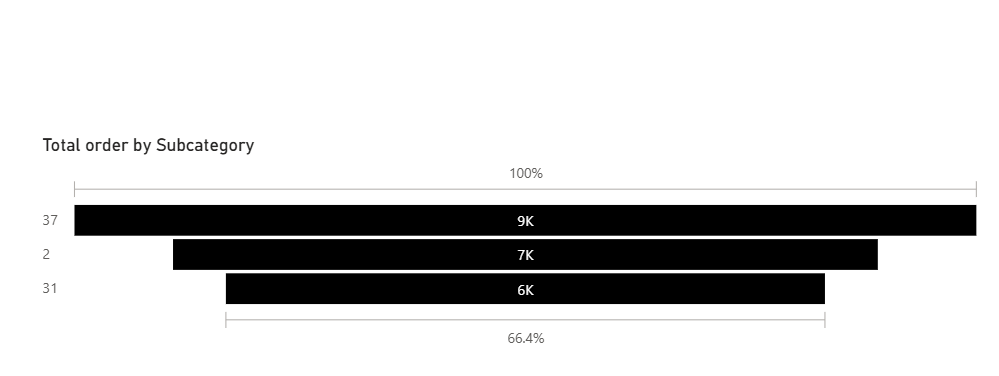 Total order by Subcategory
100%
37 9K
2 7K
31 6K
66.4%